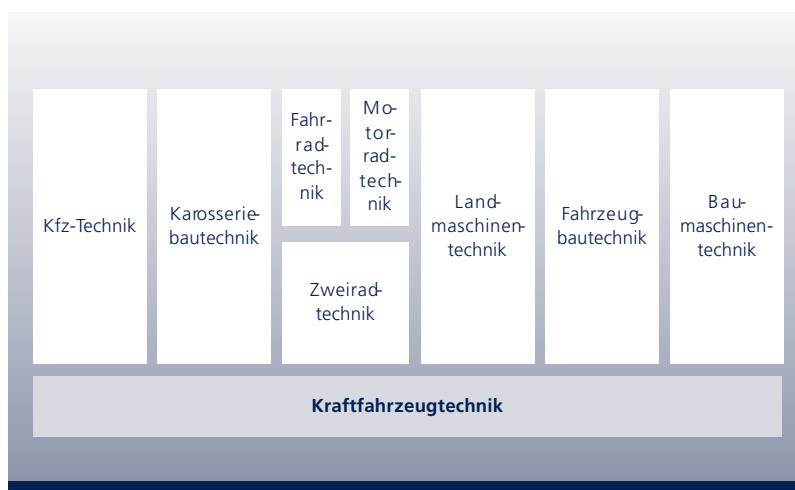 Kfz-Technik
Karosserie-
bautechnik
Fahr-
rad-
tech-
nik
Mo-
tor-
rad-
tech-
nik
Zweirad-
technik
Land-
maschinen-
technik
Fahrzeug-
bautechnik
Bau-
maschinen-
technik
Kraftfahrzeugtechnik